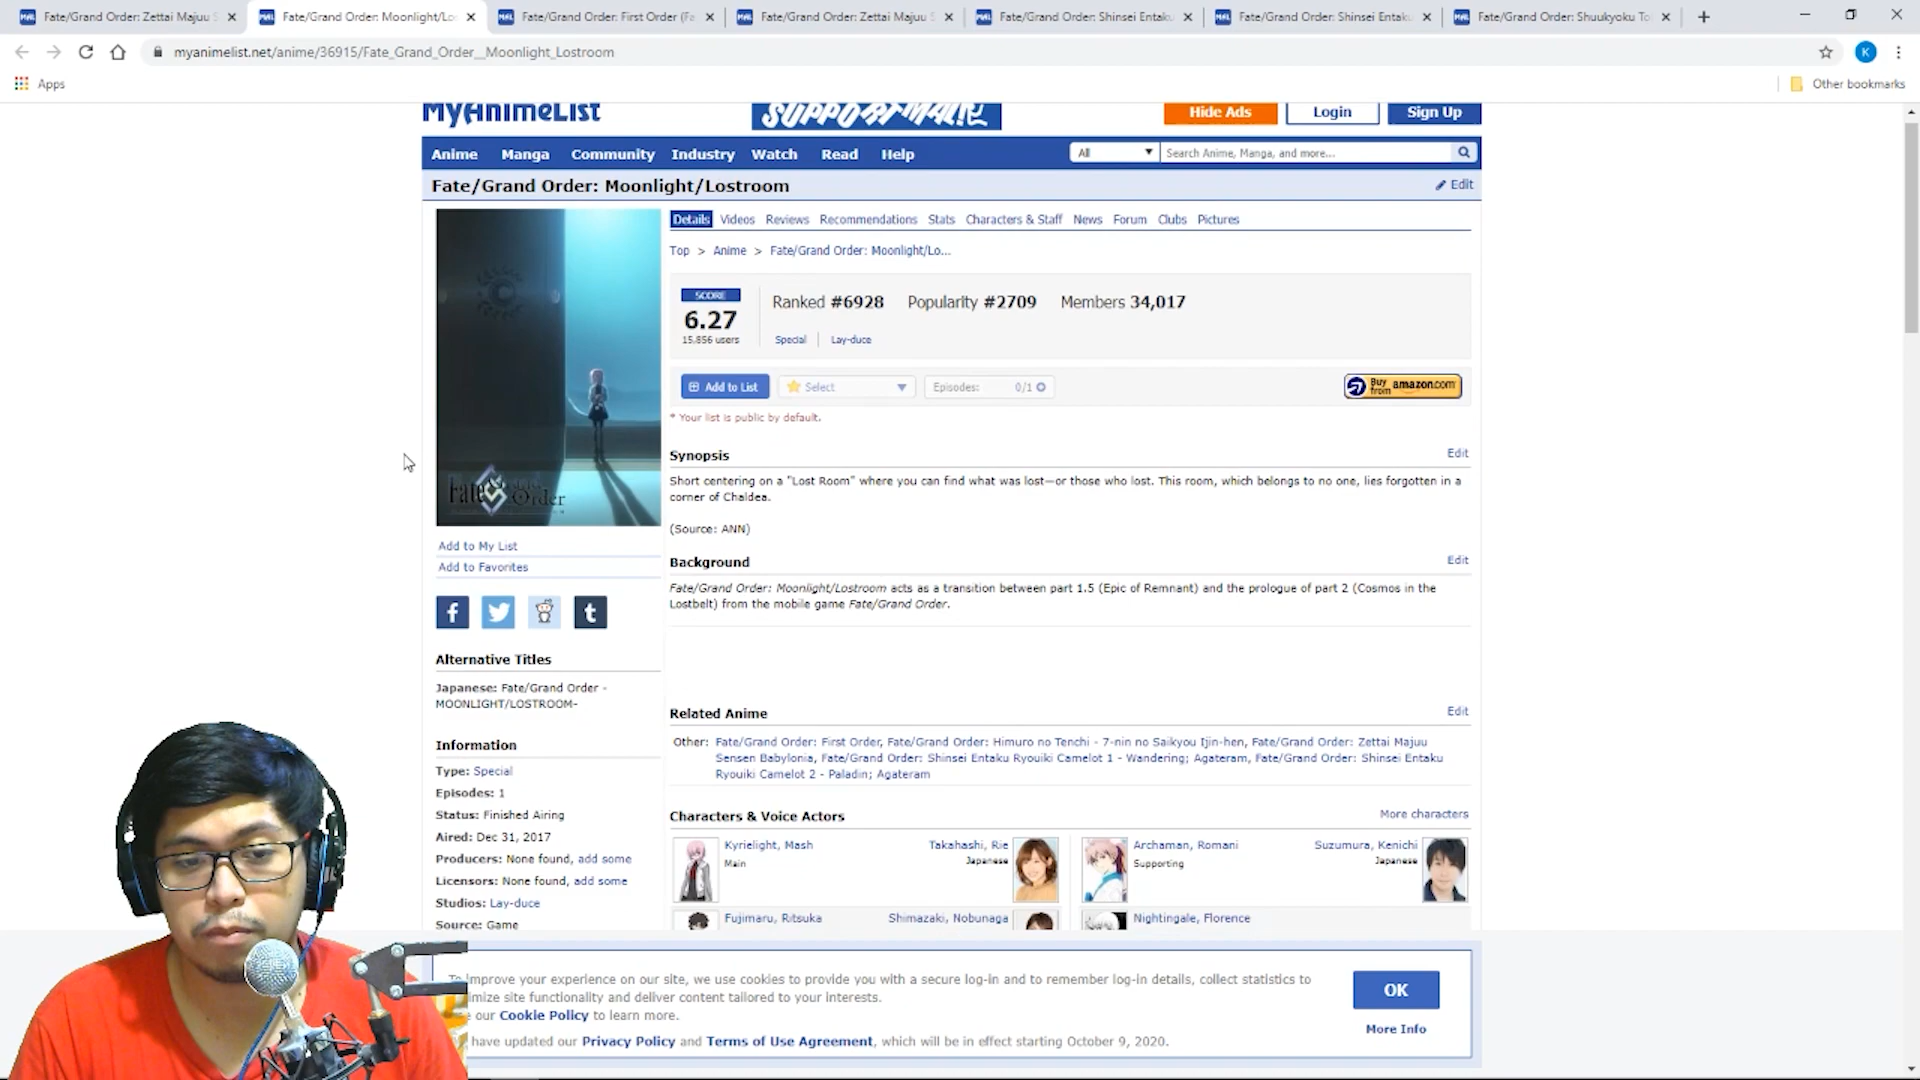 Fate/Grand Order: Zettai Majuu S
Fate/Grand Order: Moonlight/Lo
Fate/Grand Order: First Order (Fa
Fate/Grand Order: Zettai Majuu S
Fate/Grand Order: Shinsei Entaku
Fate/Grand Order: Shinsei Entaku
Fate/Grand Order: Shuukyoku To
myanimelist.net/anime/36915/Fate_Grand_Order__Moonlight_Lostroom
K
Apps
Other bookmarks
MyAnimeList
SUPPORT MAL!!
Hide Ads
Login
Sign Up
Anime Manga Community Industry Watch Read Help
All
Search Anime, Manga, and more...
Fate/Grand Order: Moonlight/Lostroom
Edit
Details Videos Reviews Recommendations Stats Characters & Staff News Forum Clubs Pictures
Top > Anime > Fate/Grand Order: Moonlight/Lo...
SCORE
6.27
15,856 users
Ranked #6928 Popularity #2709 Members 34,017
Special Lay-duce
Add to List Select Episodes: 0/1
Buy from amazon.com
* Your list is public by default.
Synopsis
Edit
Short centering on a "Lost Room" where you can find what was lost—or those who lost. This room, which belongs to no one, lies forgotten in a
corner of Chaldea.
(Source: ANN)
Background
Edit
Fate/Grand Order: Moonlight/Lostroom acts as a transition between part 1.5 (Epic of Remnant) and the prologue of part 2 (Cosmos in the
Lostbelt) from the mobile game Fate/Grand Order.
Related Anime
Edit
Other: Fate/Grand Order: First Order, Fate/Grand Order: Himuro no Tenchi - 7-nin no Saikyou Ijin-hen, Fate/Grand Order: Zettai Majuu
Sensen Babylonia, Fate/Grand Order: Shinsei Entaku Ryouiki Camelot 1 - Wandering; Agateram, Fate/Grand Order: Shinsei Entaku
Ryouiki Camelot 2 - Paladin; Agateram
Characters & Voice Actors
More characters
Kyrielight, Mash
Main
Takahashi, Rie
Japanese
Archaman, Romani
Supporting
Suzumura, Kenichi
Japanese
Fujimaru, Ritsuka
Shimazaki, Nobunaga
Nightingale, Florence
Fate Grand Order
Add to My List
Add to Favorites
Alternative Titles
Japanese: Fate/Grand Order -
MOONLIGHT/LOSTROOM-
Information
Type: Special
Episodes: 1
Status: Finished Airing
Aired: Dec 31, 2017
Producers: None found, add some
Licensors: None found, add some
Studios: Lay-duce
Source: Game
To improve your experience on our site, we use cookies to provide you with a secure log-in and to remember log-in details, collect statistics to
imize site functionality and deliver content tailored to your interests.
our Cookie Policy to learn more.
have updated our Privacy Policy and Terms of Use Agreement, which will be in effect starting October 9, 2020.
OK
More Info